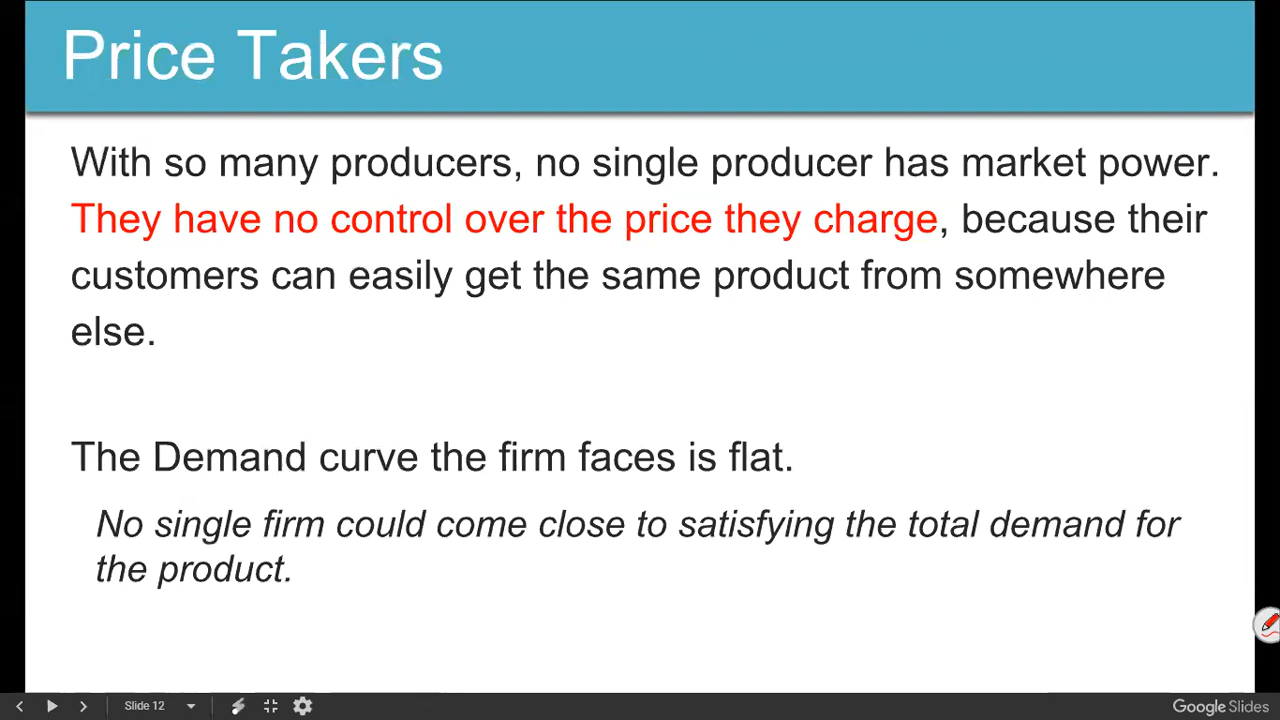 Price Takers
With so many producers, no single producer has market power.
They have no control over the price they charge, because their
customers can easily get the same product from somewhere
else.
The Demand curve the firm faces is flat.
No single firm could come close to satisfying the total demand for
the product.
Slide 12
Google Slides